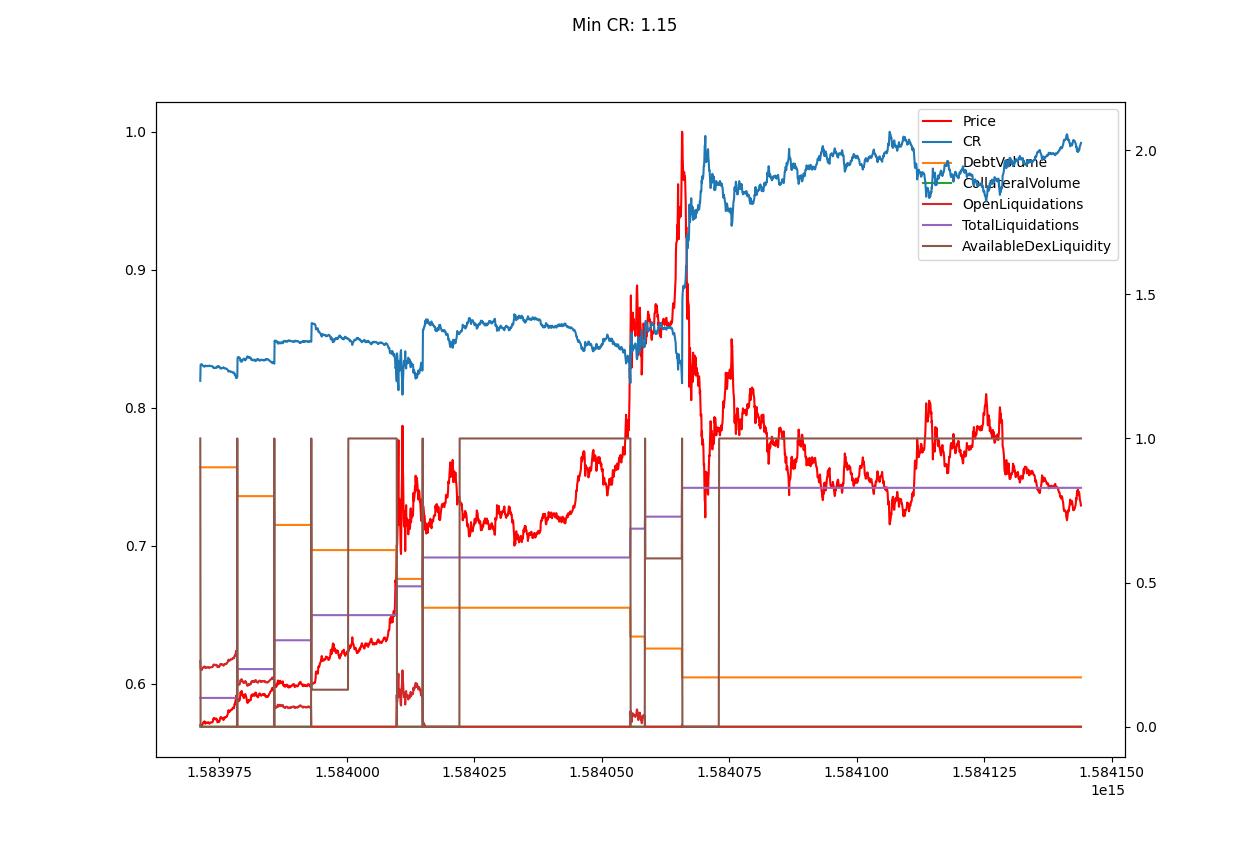 Min CR: 1.15
1.0
0.9
0.8
0.7
0.6
2.0
1.5
1.0
0.5
0.0
Price
CR
DebtVolume
CollateralVolume
OpenLiquidations
TotalLiquidations
AvailableDexLiquidity
1.583975 1.584000 1.584025 1.584050 1.584075 1.584100 1.584125 1.584150
1e15